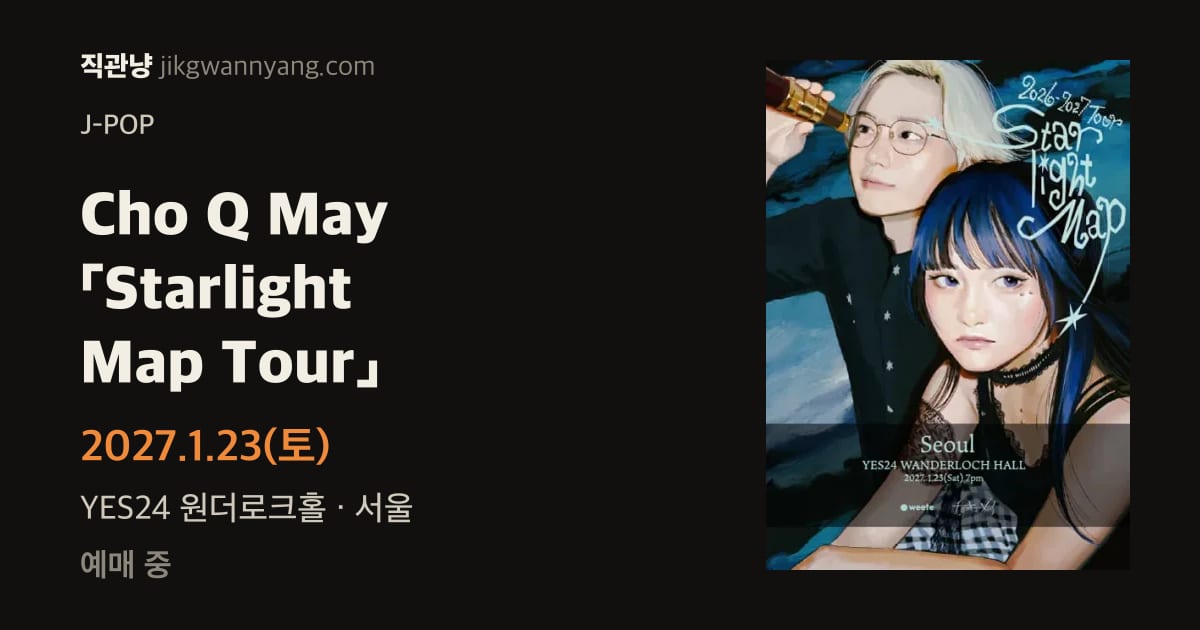 직관냥 jikgwannyang.com
J-POP
Cho Q May
「Starlight
Map Tour」
2027.1.23(토)
YES24 원더로크홀 · 서울
예매 중
2026-2027 Tour
Star
light
Map
Seoul
YES24 WANDERLOCH HALL
2027.1.23(Sat) 7pm
weete